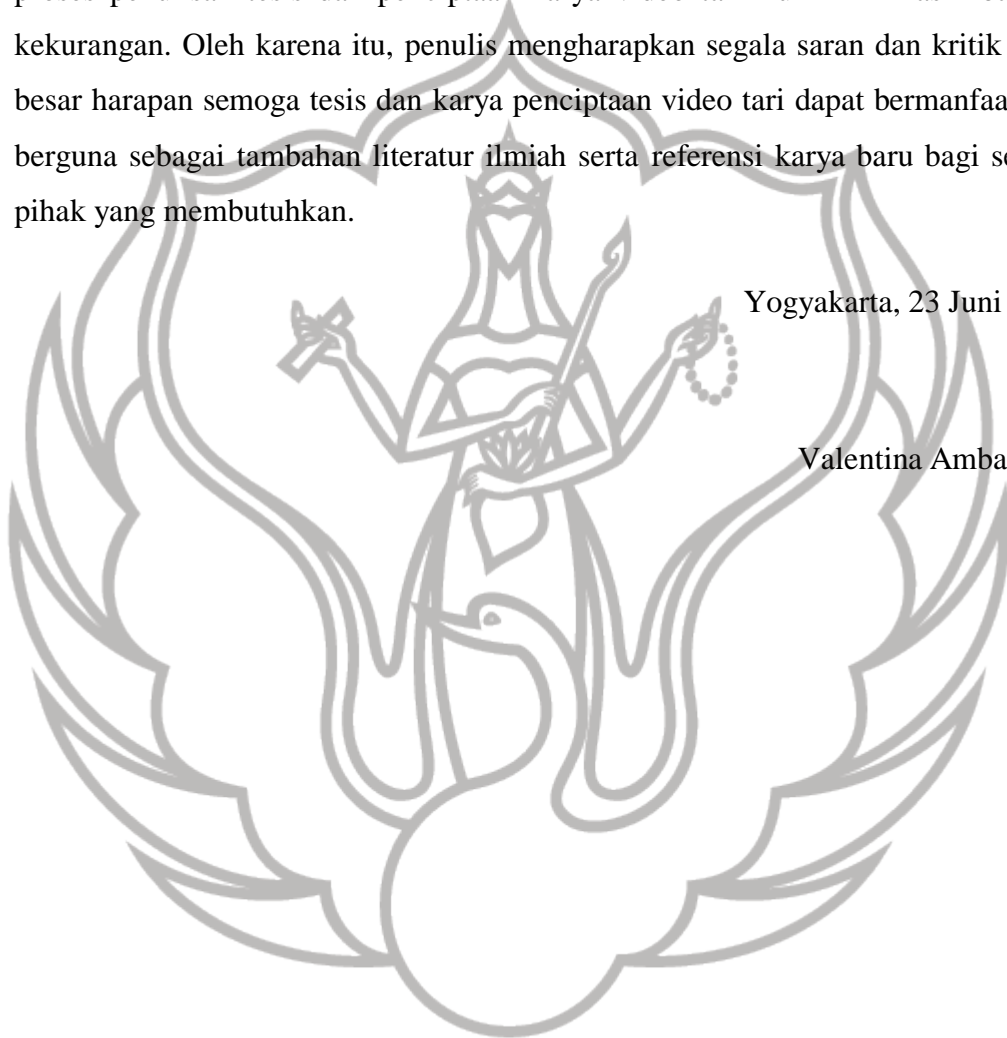 kekurangan. Oleh karena itu, penulis mengharapkan segala saran dan kritik
besar harapan semoga tesis dan karya penciptaan video tari dapat bermanfaa
berguna sebagai tambahan literatur ilmiah serta referensi karya baru bagi se
pihak yang membutuhkan.
Yogyakarta, 23 Juni
Valentina Amba